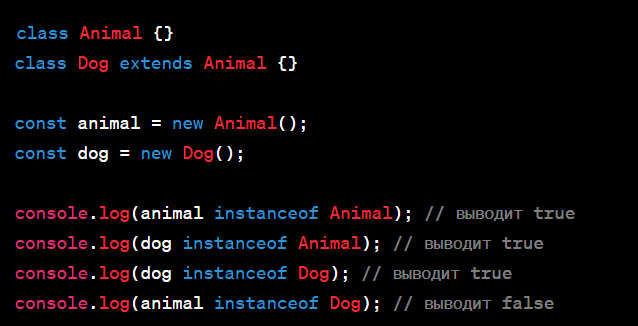 class Animal {}
class Dog extends Animal {}
const animal = new Animal();
const dog = new Dog();
console.log(animal instanceof Animal); // выводит true
console.log(dog instanceof Animal); // выводит true
console.log(dog instanceof Dog); // выводит true
console.log(animal instanceof Dog); // выводит false